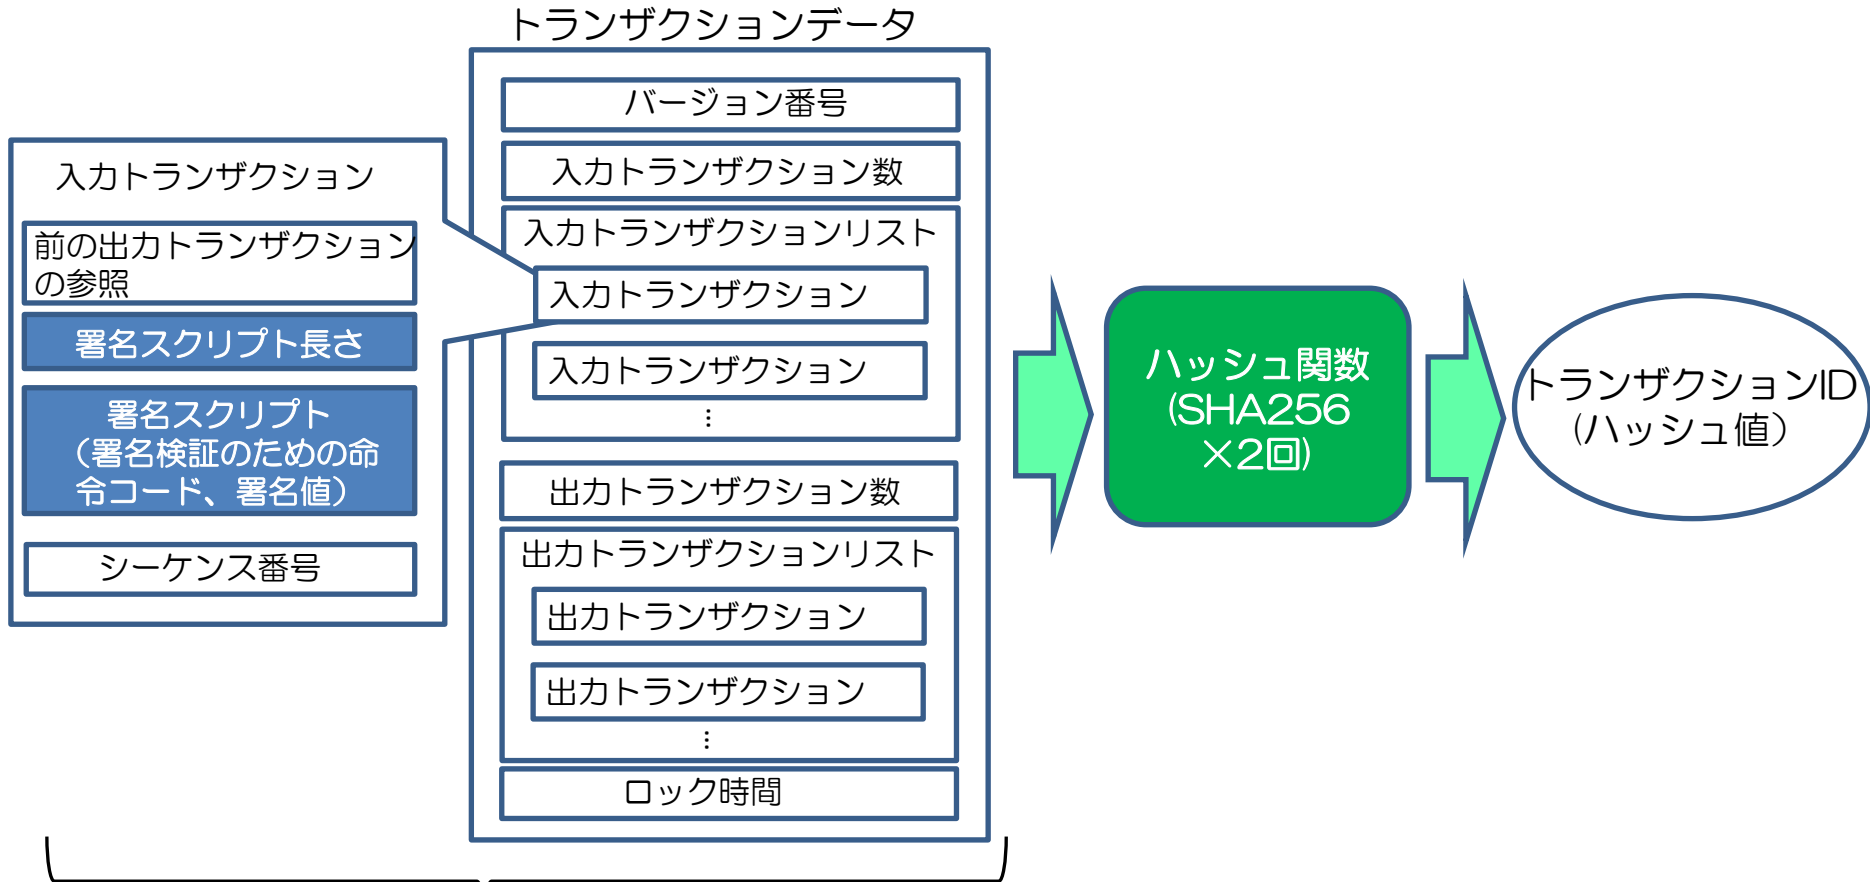 トランザクションデータ
バージョン番号
入力トランザクション数
入力トランザクションリスト
入力トランザクション
入力トランザクション
…
出力トランザクション数
出力トランザクションリスト
出力トランザクション
出力トランザクション
…
ロック時間
入力トランザクション
前の出力トランザクション
の参照
署名スクリプト長さ
署名スクリプト
（署名検証のための命
令コード、署名値）
シーケンス番号
ハッシュ関数
(SHA256
×2回)
トランザクションID
(ハッシュ値）